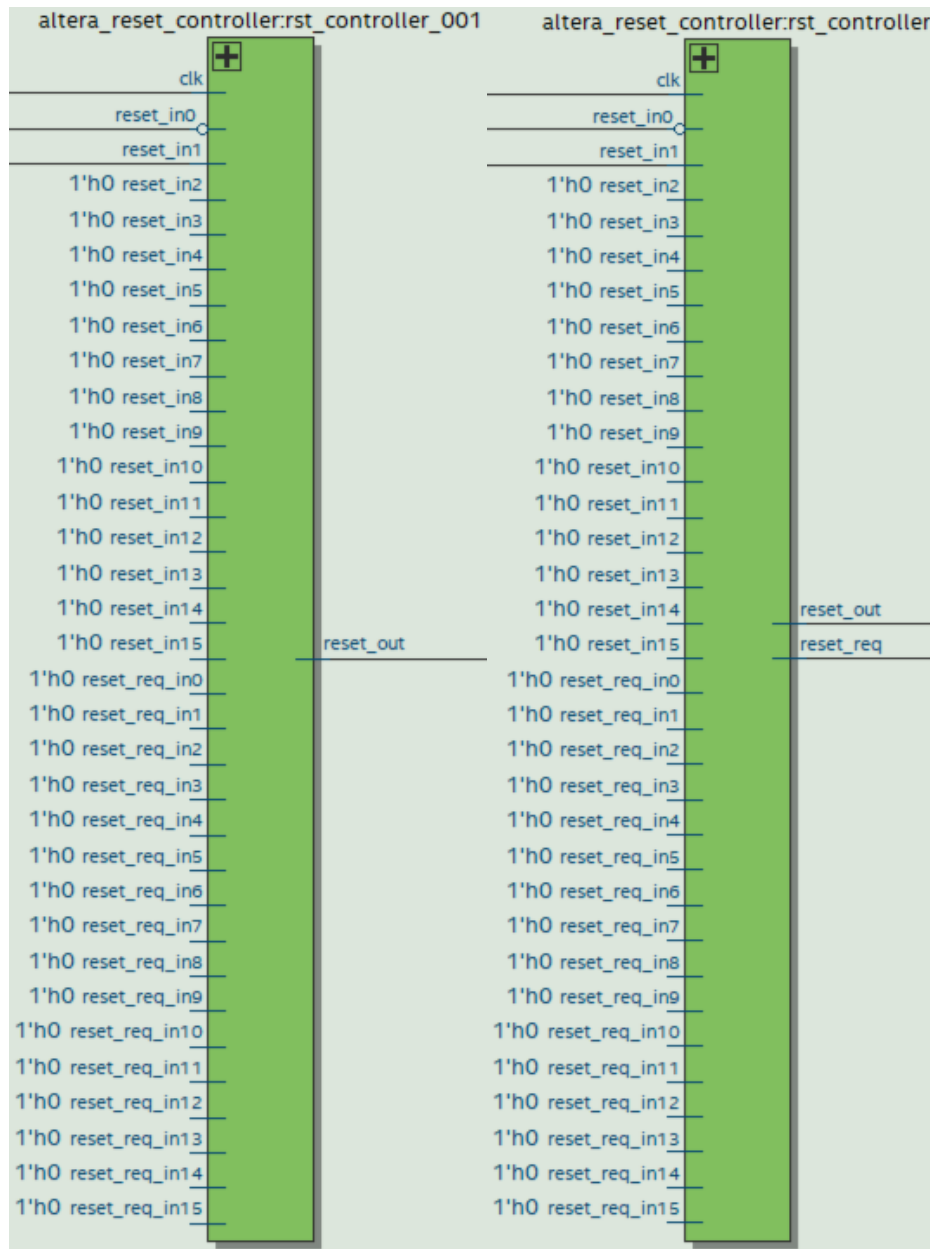 altera_reset_controller:rst_controller_001
clk
reset_in0
reset_in1
1'h0 reset_in2
1'h0 reset_in3
1'h0 reset_in4
1'h0 reset_in5
1'h0 reset_in6
1'h0 reset_in7
1'h0 reset_in8
1'h0 reset_in9
1'h0 reset_in10
1'h0 reset_in11
1'h0 reset_in12
1'h0 reset_in13
1'h0 reset_in14
1'h0 reset_in15
1'h0 reset_req_in0
1'h0 reset_req_in1
1'h0 reset_req_in2
1'h0 reset_req_in3
1'h0 reset_req_in4
1'h0 reset_req_in5
1'h0 reset_req_in6
1'h0 reset_req_in7
1'h0 reset_req_in8
1'h0 reset_req_in9
1'h0 reset_req_in10
1'h0 reset_req_in11
1'h0 reset_req_in12
1'h0 reset_req_in13
1'h0 reset_req_in14
1'h0 reset_req_in15
reset_out
altera_reset_controller:rst_controller
clk
reset_in0
reset_in1
1'h0 reset_in2
1'h0 reset_in3
1'h0 reset_in4
1'h0 reset_in5
1'h0 reset_in6
1'h0 reset_in7
1'h0 reset_in8
1'h0 reset_in9
1'h0 reset_in10
1'h0 reset_in11
1'h0 reset_in12
1'h0 reset_in13
1'h0 reset_in14
1'h0 reset_in15
1'h0 reset_req_in0
1'h0 reset_req_in1
1'h0 reset_req_in2
1'h0 reset_req_in3
1'h0 reset_req_in4
1'h0 reset_req_in5
1'h0 reset_req_in6
1'h0 reset_req_in7
1'h0 reset_req_in8
1'h0 reset_req_in9
1'h0 reset_req_in10
1'h0 reset_req_in11
1'h0 reset_req_in12
1'h0 reset_req_in13
1'h0 reset_req_in14
1'h0 reset_req_in15
reset_out
reset_req